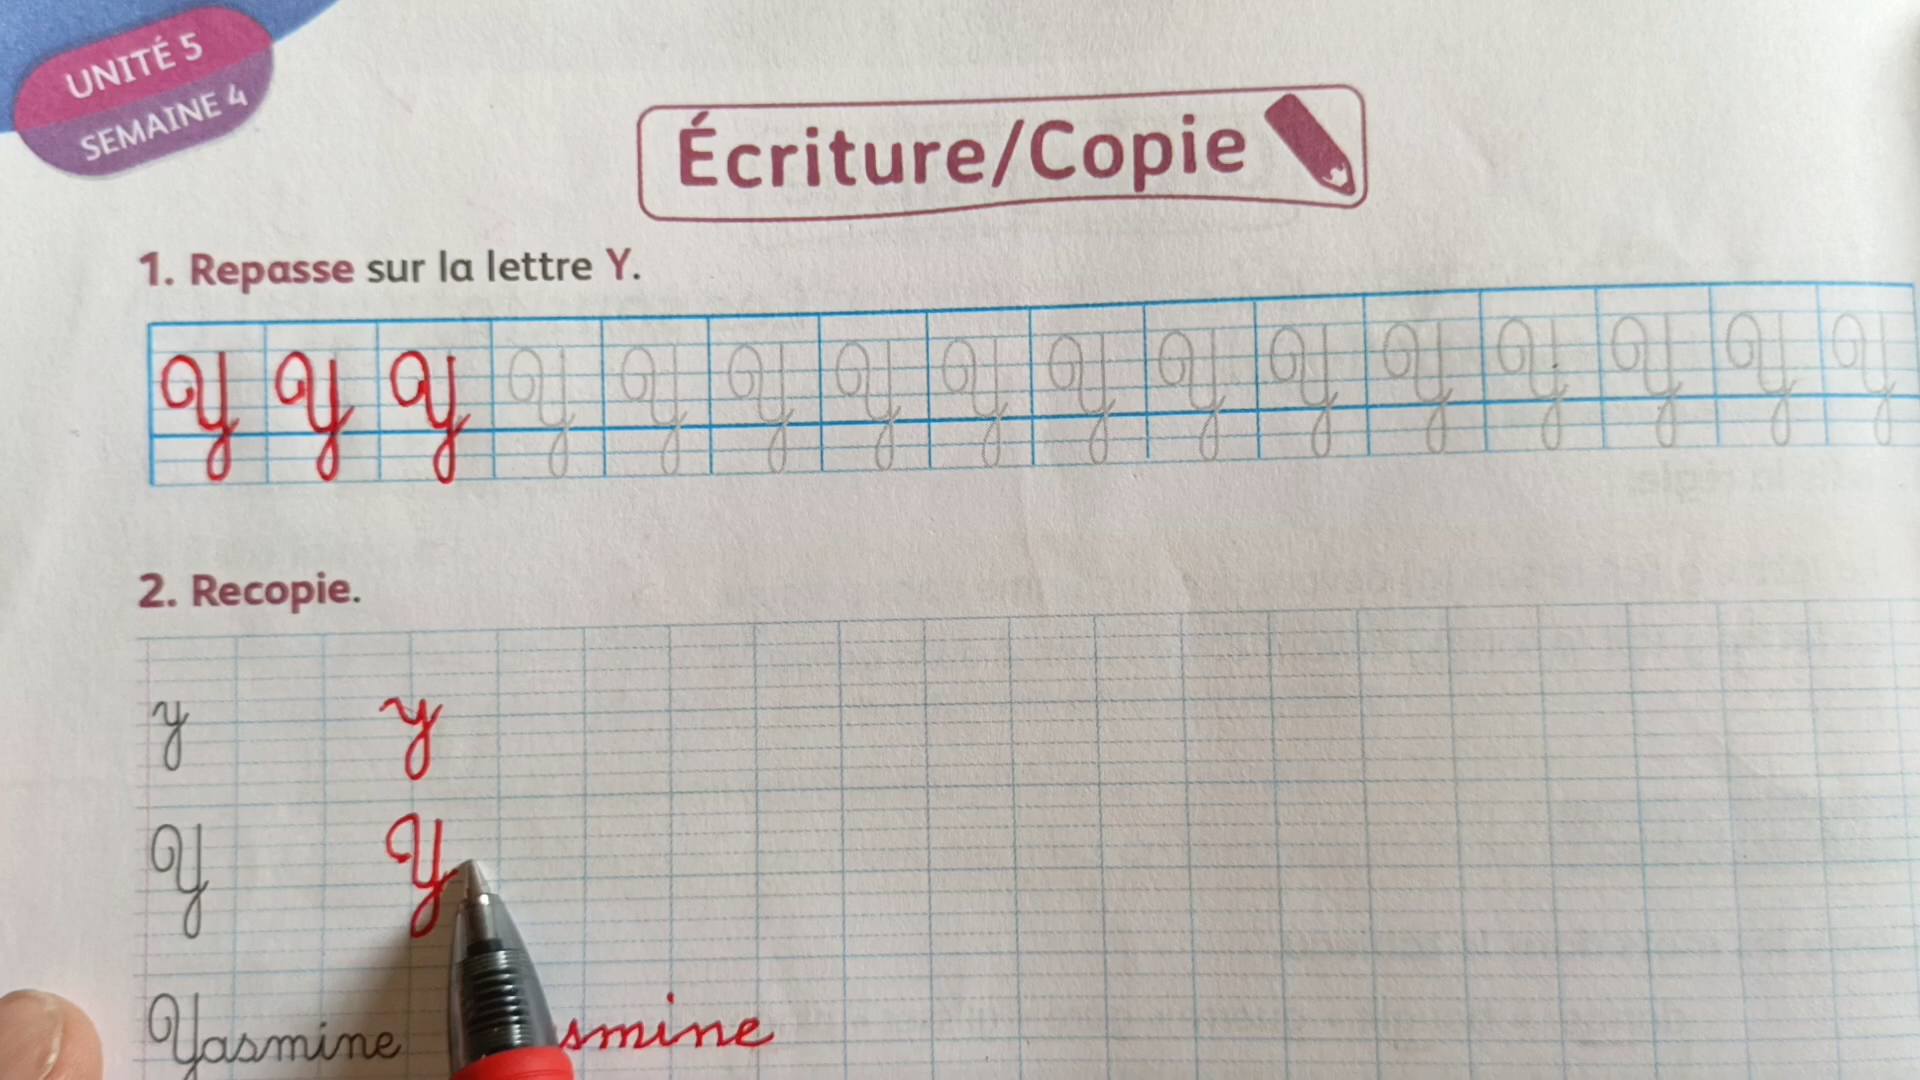 UNITÉ 5
SEMAINE 4
Écriture/Copie
1. Repasse sur la lettre Y.
Y Y Y Y Y Y Y Y Y Y Y Y Y Y Y Y
2. Recopie.
y y
Y Y
Yasmine smine